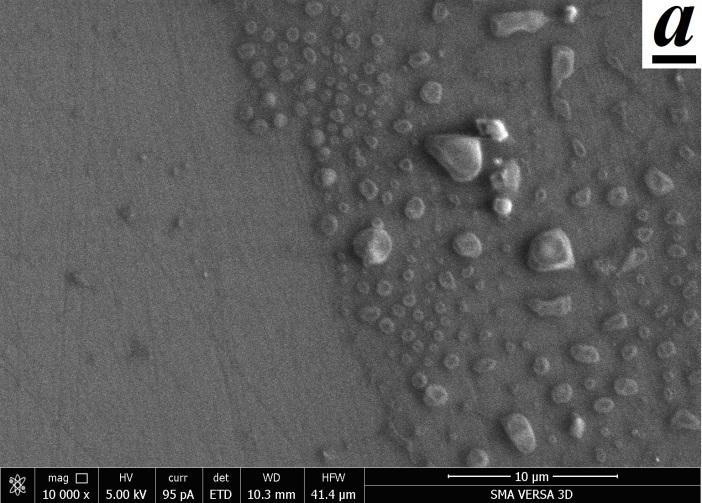 a
mag HV curr det WD HFW
10 µm
10 000 x 5.00 kV 95 pA ETD 10.3 mm 41.4 µm
SMA VERSA 3D